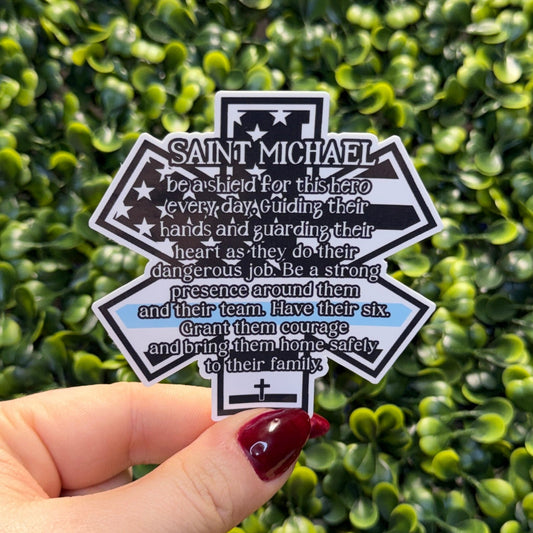 SAINT MICHAEL
be a shield for this hero
every day. Guiding their
hands and guarding their
heart as they do their
dangerous job. Be a strong
presence around them
and their team. Have their six.
Grant them courage
and bring them home safely
to their family.